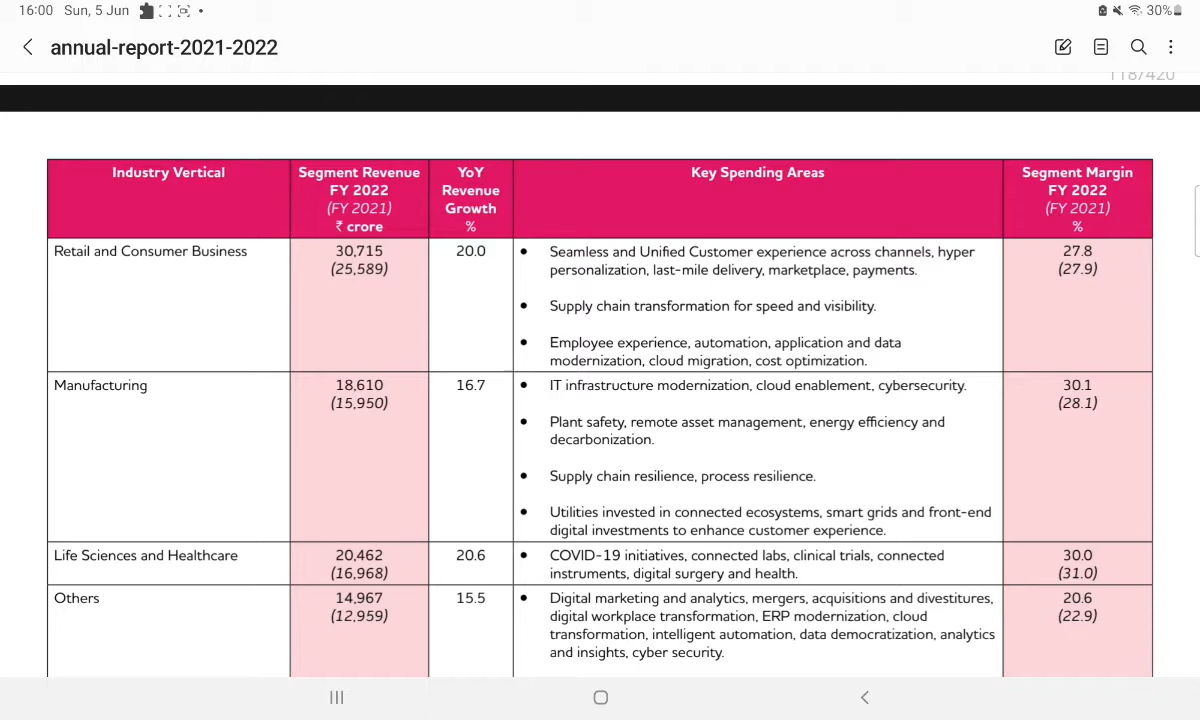 16:00 Sun, 5 Jun
30%
annual-report-2021-2022
118/420
Industry Vertical
Segment Revenue
FY 2022
(FY 2021)
₹ crore
YoY
Revenue
Growth
%
Key Spending Areas
Segment Margin
FY 2022
(FY 2021)
%
Retail and Consumer Business
30,715
(25,589)
20.0
• Seamless and Unified Customer experience across channels, hyper
personalization, last-mile delivery, marketplace, payments.
• Supply chain transformation for speed and visibility.
• Employee experience, automation, application and data
modernization, cloud migration, cost optimization.
27.8
(27.9)
Manufacturing
18,610
(15,950)
16.7
• IT infrastructure modernization, cloud enablement, cybersecurity.
• Plant safety, remote asset management, energy efficiency and
decarbonization.
• Supply chain resilience, process resilience.
• Utilities invested in connected ecosystems, smart grids and front-end
digital investments to enhance customer experience.
30.1
(28.1)
Life Sciences and Healthcare
20,462
(16,968)
20.6
• COVID-19 initiatives, connected labs, clinical trials, connected
instruments, digital surgery and health.
30.0
(31.0)
Others
14,967
(12,959)
15.5
• Digital marketing and analytics, mergers, acquisitions and divestitures,
digital workplace transformation, ERP modernization, cloud
transformation, intelligent automation, data democratization, analytics
and insights, cyber security.
20.6
(22.9)